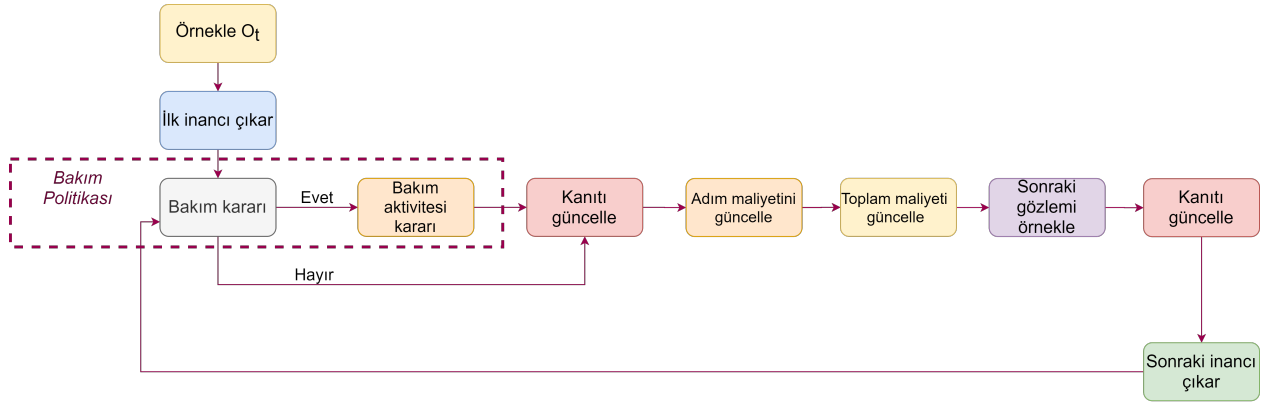 Örnekle Ot
İlk inancı çıkar
Bakım
Politikası
Bakım kararı
Evet
Bakım
aktivitesi
kararı
Hayır
Kanıtı
güncelle
Adım maliyetini
güncelle
Toplam maliyeti
güncelle
Sonraki
gözlemi
örnekle
Kanıtı
güncelle
Sonraki inancı
çıkar